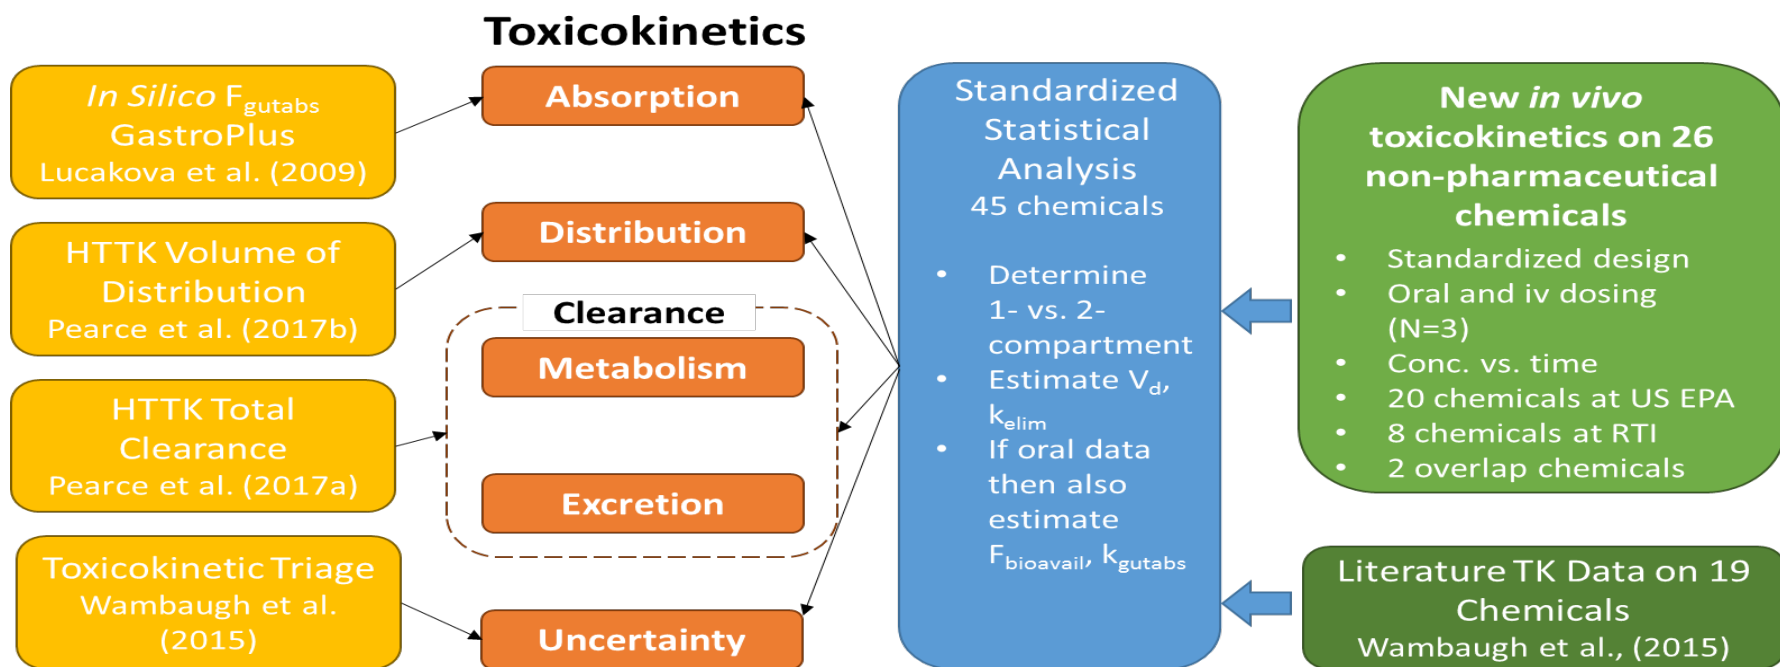 Toxicokinetics
In Silico Fgutabs
GastroPlus
Lucakova et al. (2009)
HTTK Volume of
Distribution
Pearce et al. (2017b)
HTTK Total
Clearance
Pearce et al. (2017a)
Toxicokinetic Triage
Wambaugh et al.
(2015)
Absorption
Distribution
Clearance
Metabolism
Excretion
Uncertainty
Standardized
Statistical
Analysis
45 chemicals
• Determine
1- vs. 2-
compartment
• Estimate Vd,
kelim
• If oral data
then also
estimate
Fbioavail, kgutabs
New in vivo
toxicokinetics on 26
non-pharmaceutical
chemicals
• Standardized design
• Oral and iv dosing
(N=3)
• Conc. vs. time
• 20 chemicals at US EPA
• 8 chemicals at RTI
• 2 overlap chemicals
Literature TK Data on 19
Chemicals
Wambaugh et al., (2015)